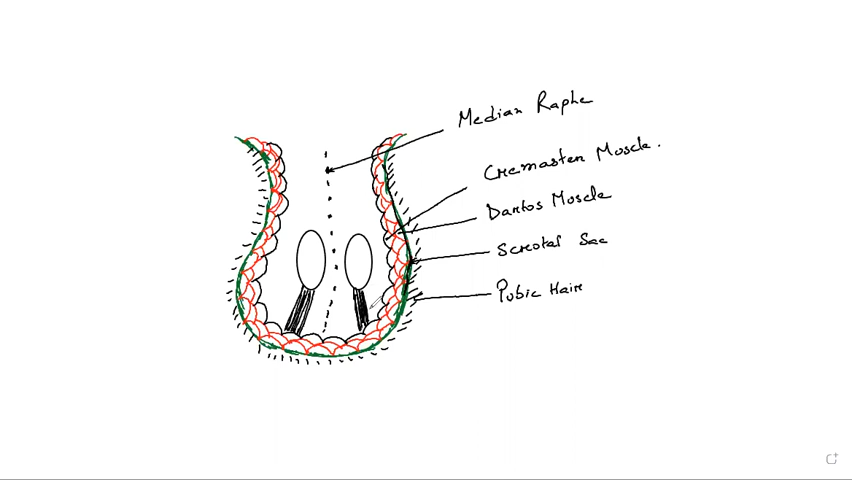 Median Raphe
Cremaster Muscle.
Dartos Muscle
Scrotal Sac
Pubic Hair